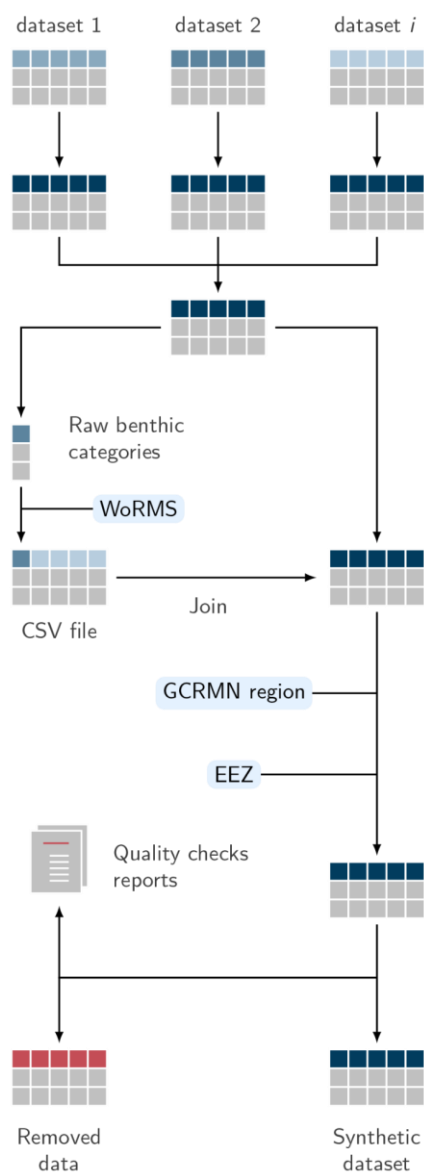 dataset 1
dataset 2
dataset i
Raw benthic
categories
WoRMS
CSV file
Join
GCRMN region
EEZ
Quality checks
reports
Removed
data
Synthetic
dataset